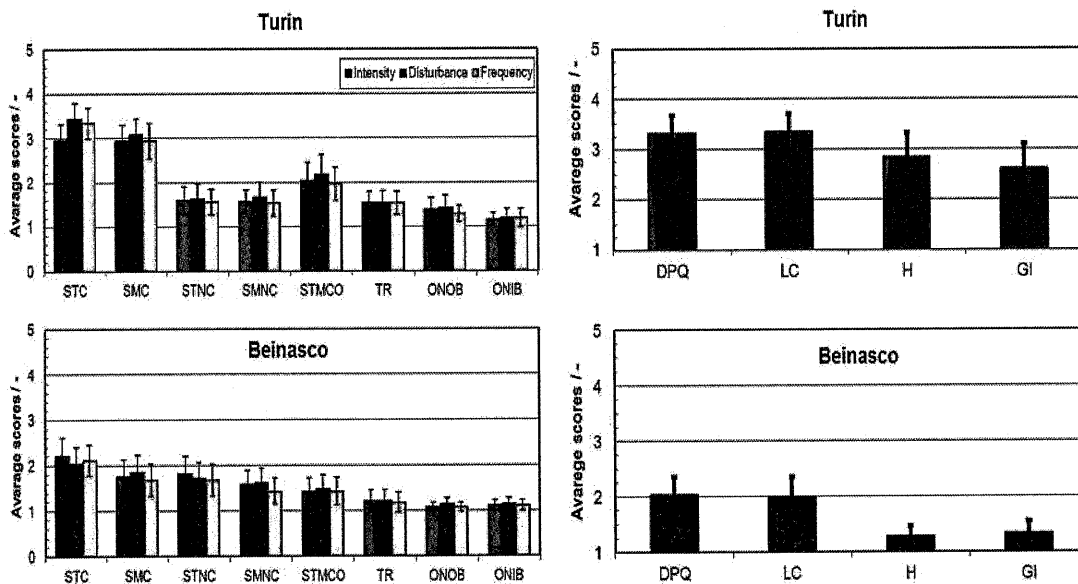 Turin
Avarage scores / -
5
4
3
2
1
0
Intensity Disturbance Frequency
STC SMC STNC SMNC STMCO TR ONOB ONIB
Turin
Avarege scores / -
5
4
3
2
1
DPQ LC H GI
Beinasco
Avarage scores / -
5
4
3
2
1
0
STC SMC STNC SMNC STMCO TR ONOB ONIB
Beinasco
Avarege scores / -
5
4
3
2
1
DPQ LC H GI